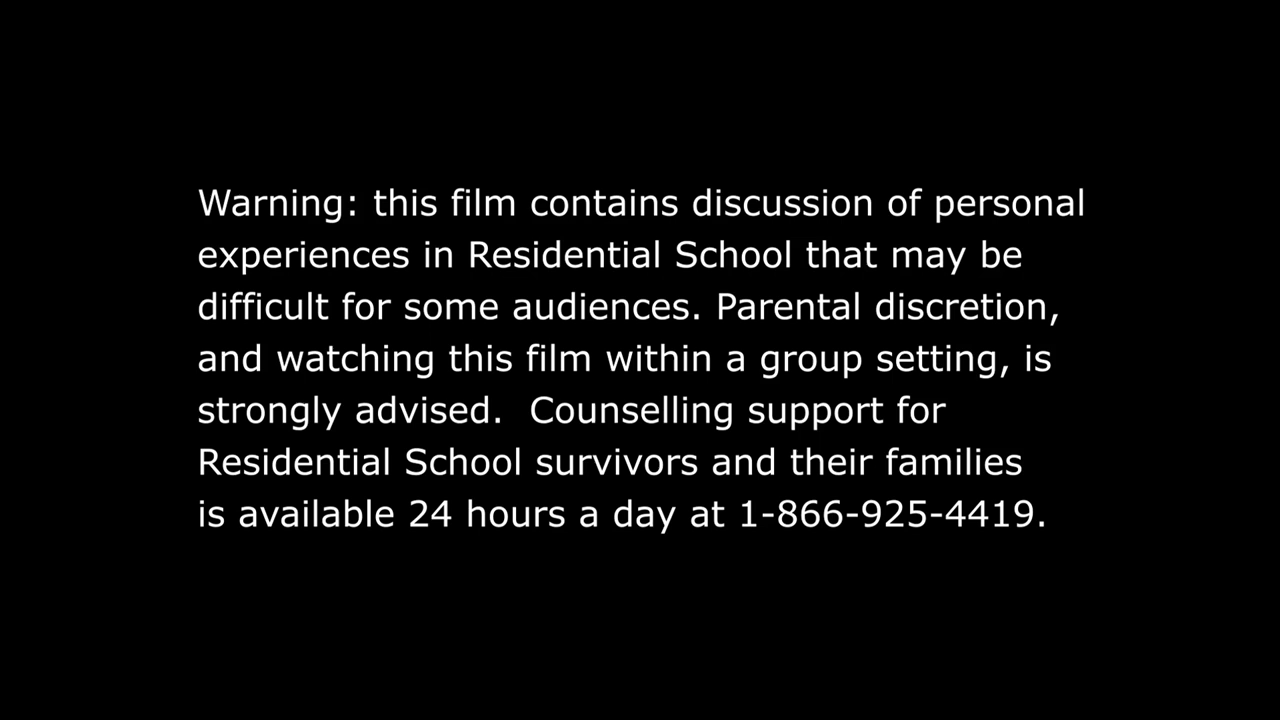 Warning: this film contains discussion of personal
experiences in Residential School that may be
difficult for some audiences. Parental discretion,
and watching this film within a group setting, is
strongly advised.  Counselling support for
Residential School survivors and their families
is available 24 hours a day at 1-866-925-4419.